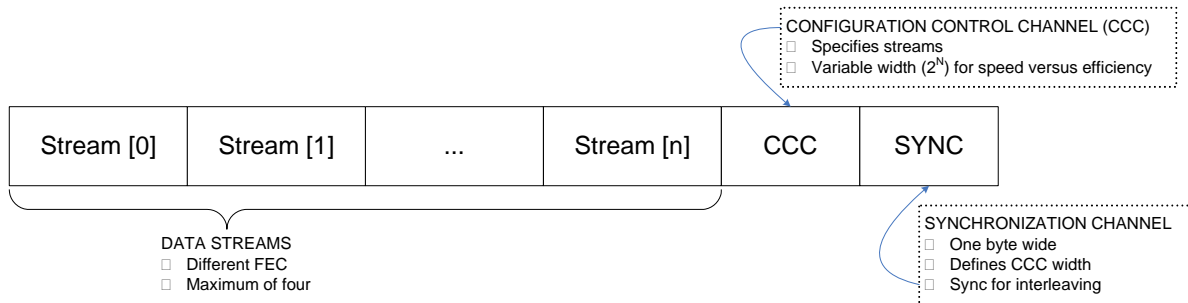 CONFIGURATION CONTROL CHANNEL (CCC)
Specifies streams
Variable width (2^N) for speed versus efficiency
Stream [0] Stream [1] ... Stream [n] CCC SYNC
DATA STREAMS
Different FEC
Maximum of four
SYNCHRONIZATION CHANNEL
One byte wide
Defines CCC width
Sync for interleaving